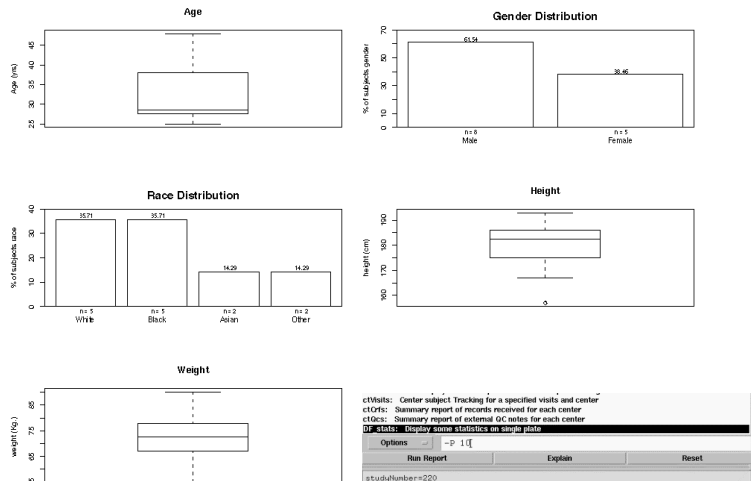 Age
Age (yrs)
45
40
35
30
25
Gender Distribution
% of subjects gender
70
50
30
10
0
61.54
38.46
n= 8
Male
n= 5
Female
Race Distribution
% of subjects race
40
30
20
10
0
35.71
35.71
14.29
14.29
n= 5
White
n= 5
Black
n= 2
Asian
n= 2
Other
Height
height (cm)
190
180
170
160
Weight
weight (Kg.)
85
75
65
55
ctVisits: Center subject Tracking for a specified visits and center
ctCrfs: Summary report of records received for each center
ctQcs: Summary report of external QC notes for each center
DF_stats: Display some statistics on single plate
Options
-P 10
Run Report
Explain
Reset
studyNumber=220